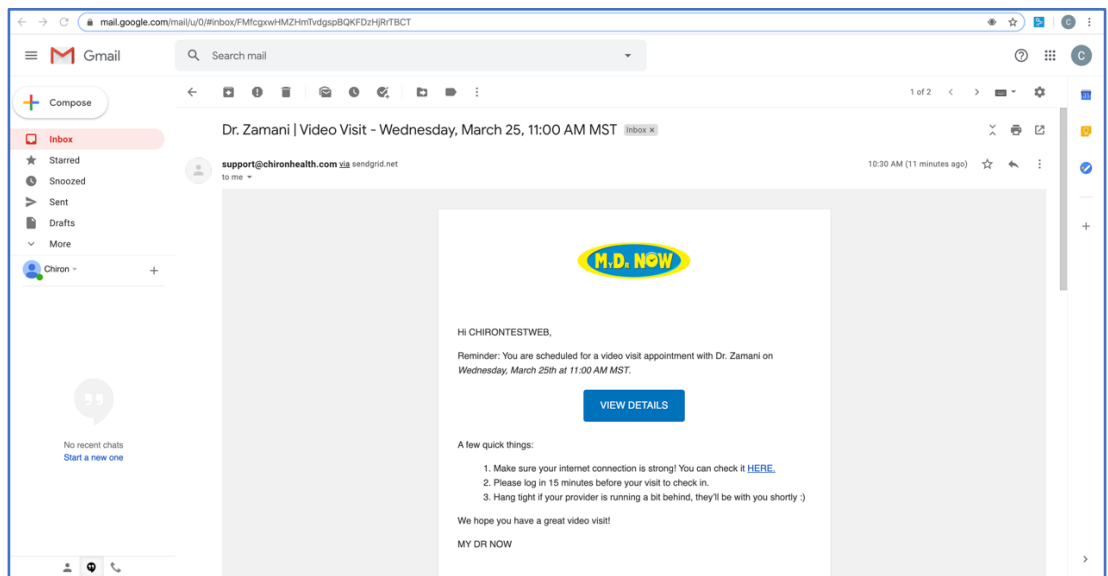 mail.google.com/mail/u/0/#inbox/FMfcgxwHMZHmTvdgspBQKFDzHjRrTBCT
C
Gmail
Search mail
C
Compose
1 of 2
Inbox
Starred
Snoozed
Sent
Drafts
More
Chiron
No recent chats
Start a new one
Dr. Zamani | Video Visit - Wednesday, March 25, 11:00 AM MST Inbox x
support@chironhealth.com via sendgrid.net 10:30 AM (11 minutes ago)
to me
MYDR NOW
Hi CHIRONTESTWEB,
Reminder: You are scheduled for a video visit appointment with Dr. Zamani on
Wednesday, March 25th at 11:00 AM MST.
VIEW DETAILS
A few quick things:
1. Make sure your internet connection is strong! You can check it HERE.
2. Please log in 15 minutes before your visit to check in.
3. Hang tight if your provider is running a bit behind, they'll be with you shortly :)
We hope you have a great video visit!
MY DR NOW